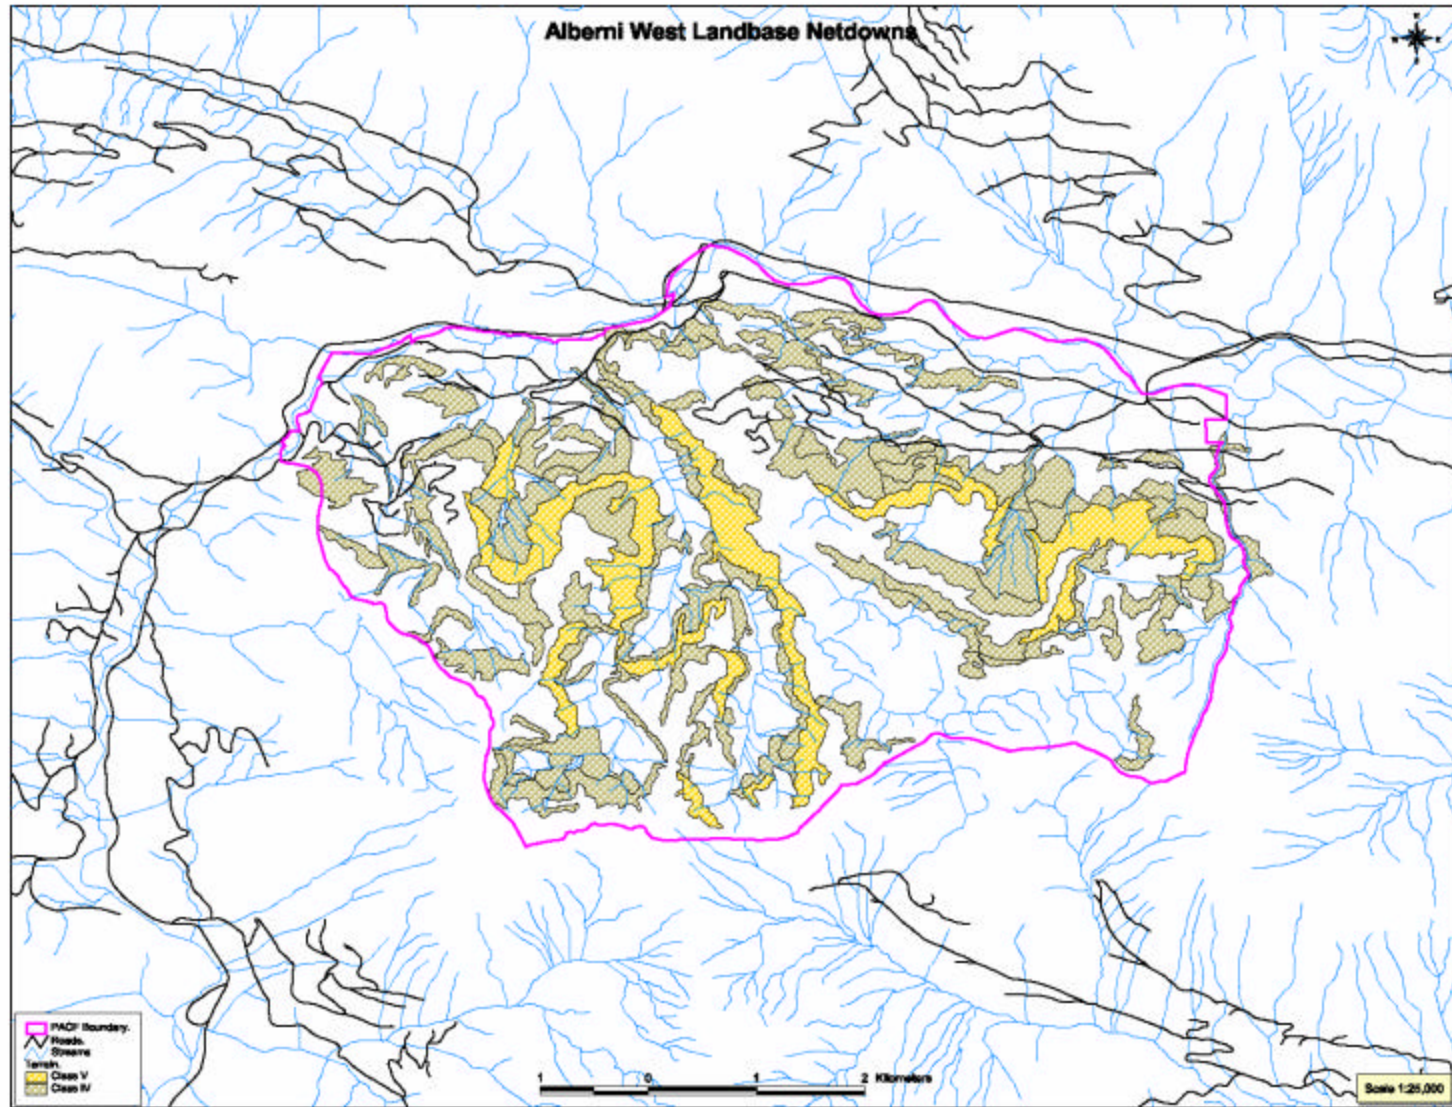 Alberni West Landbase Netdowns
PACF Boundary.
Roads.
Streams
Terrain.
Class V
Class IV
1 0 1 2 Kilometers
Scale 1:25,000